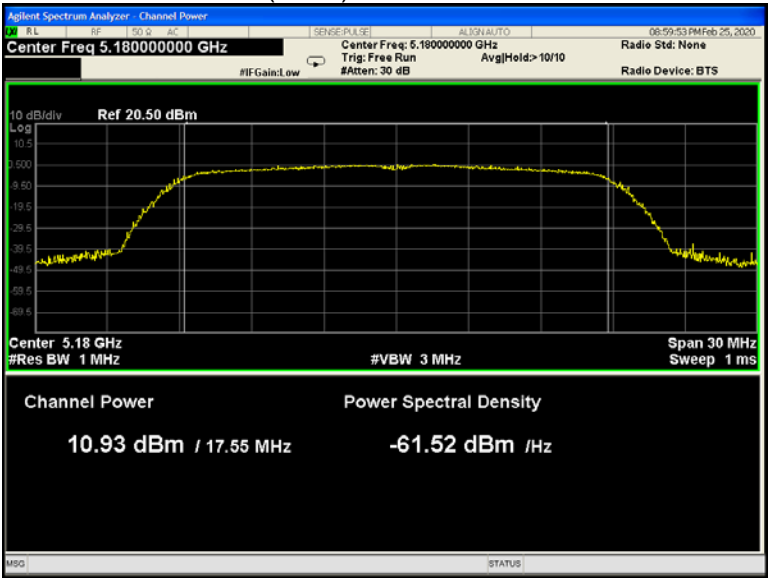 Agilent Spectrum Analyzer - Channel Power
RL RF 50 Ω AC SENSE:PULSE ALIGNAUTO 08:59:53 PM Feb 25, 2020
Center Freq 5.180000000 GHz
Center Freq: 5.180000000 GHz
Radio Std: None
Trig: Free Run Avg|Hold:> 10/10
#IFGain:Low
#Atten: 30 dB
Radio Device: BTS
10 dB/div Ref 20.50 dBm
Log
10.5
0.500
-9.50
-19.5
-29.5
-39.5
-49.5
-59.5
-69.5
Center 5.18 GHz
Span 30 MHz
#Res BW 1 MHz
#VBW 3 MHz
Sweep 1 ms
Channel Power
Power Spectral Density
10.93 dBm / 17.55 MHz
-61.52 dBm /Hz
MSG
STATUS